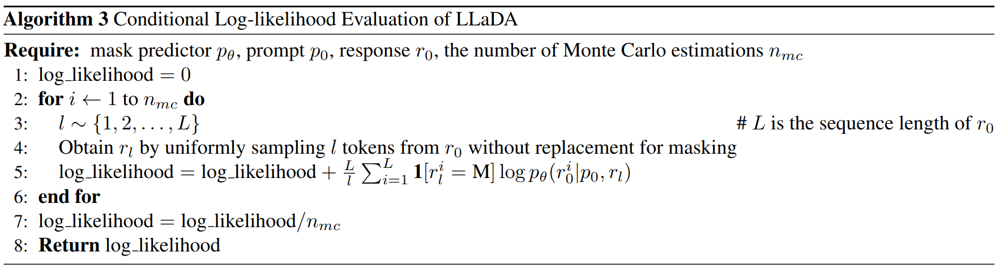 Algorithm 3 Conditional Log-likelihood Evaluation of LLaDA
Require: mask predictor $p_\theta$, prompt $p_0$, response $r_0$, the number of Monte Carlo estimations $n_{mc}$
1: log_likelihood = 0
2: for $i \leftarrow 1$ to $n_{mc}$ do
3: $l \sim \{1, 2, \ldots, L\}$ # $L$ is the sequence length of $r_0$
4: Obtain $r_l$ by uniformly sampling $l$ tokens from $r_0$ without replacement for masking
5: log_likelihood = log_likelihood + $\frac{L}{l} \sum_{i=1}^{L} \mathbf{1}[r_l^i = \mathrm{M}] \log p_\theta(r_0^i | p_0, r_l)$
6: end for
7: log_likelihood = log_likelihood/$n_{mc}$
8: Return log_likelihood